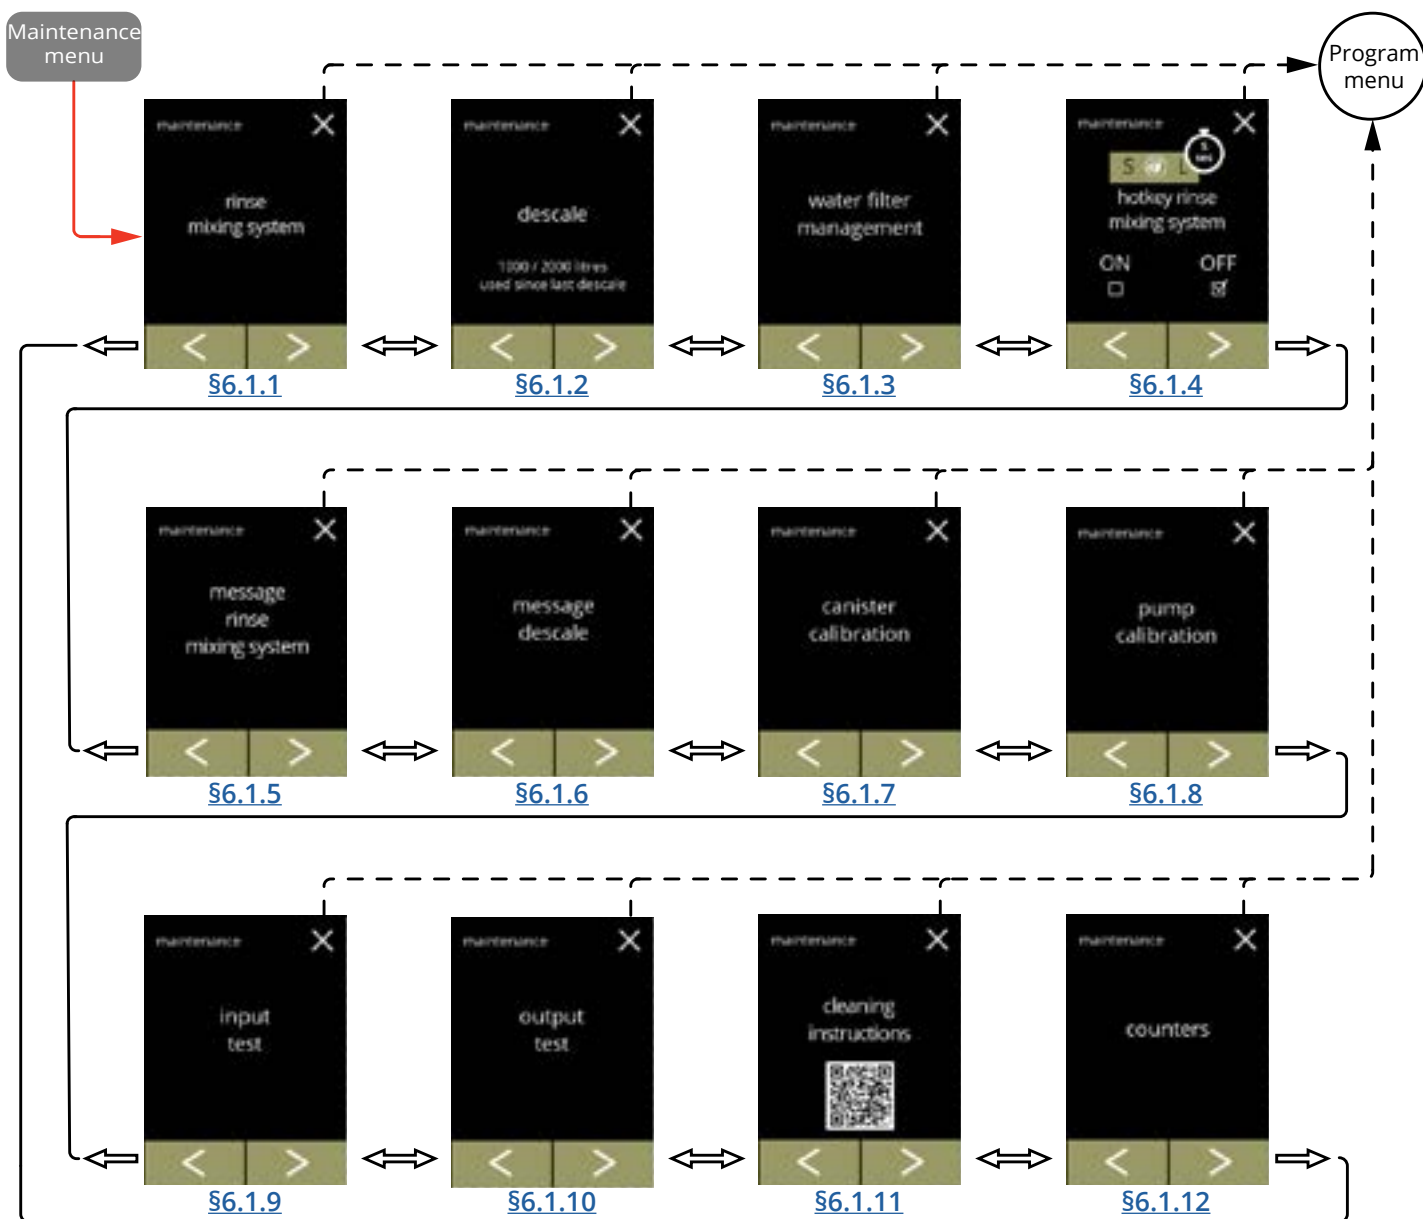 Maintenance
menu
Program
menu
maintenance
rinse
mixing system
§6.1.1
maintenance
descale
1000 / 2000 litres
used since last descale
§6.1.2
maintenance
water filter
management
§6.1.3
maintenance
5
sec
S L
hotkey rinse
mixing system
ON OFF
§6.1.4
maintenance
message
rinse
mixing system
§6.1.5
maintenance
message
descale
§6.1.6
maintenance
canister
calibration
§6.1.7
maintenance
pump
calibration
§6.1.8
maintenance
input
test
§6.1.9
maintenance
output
test
§6.1.10
maintenance
cleaning
instructions
§6.1.11
maintenance
counters
§6.1.12